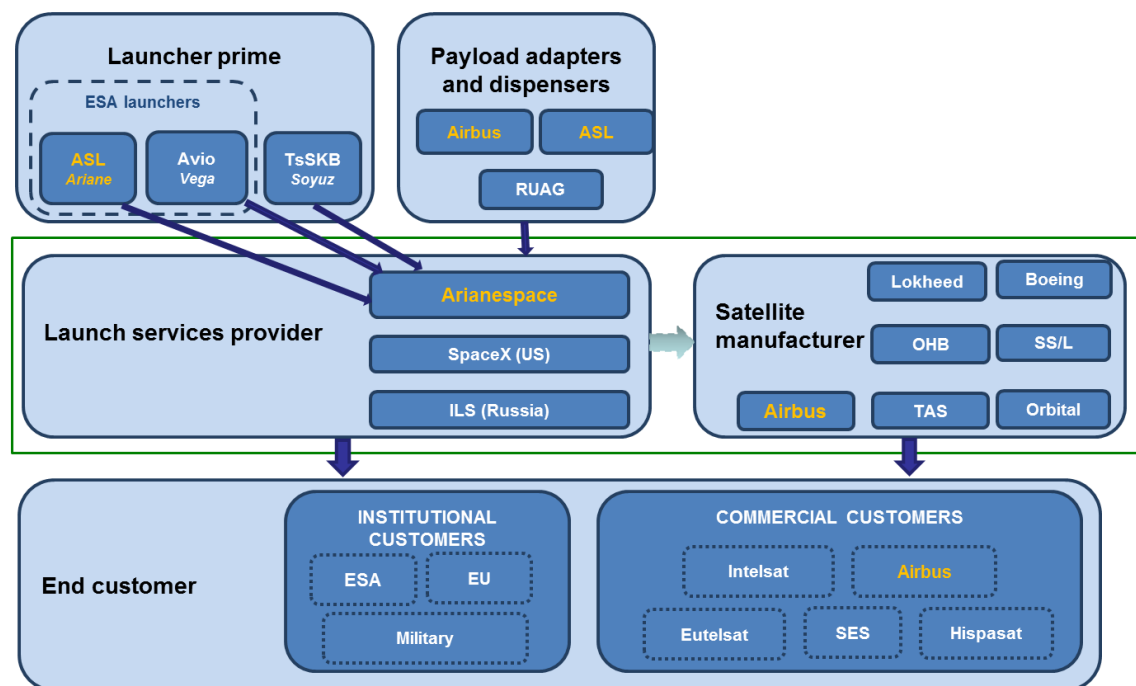 Launcher prime
ESA launchers
ASL
Ariane
Avio
Vega
TsSKB
Soyuz
Payload adapters
and dispensers
Airbus
ASL
RUAG
Launch services provider
Arianespace
SpaceX (US)
ILS (Russia)
Satellite
manufacturer
Lokheed
Boeing
OHB
SS/L
Airbus
TAS
Orbital
End customer
INSTITUTIONAL
CUSTOMERS
ESA
EU
Military
COMMERCIAL CUSTOMERS
Intelsat
Airbus
Eutelsat
SES
Hispasat